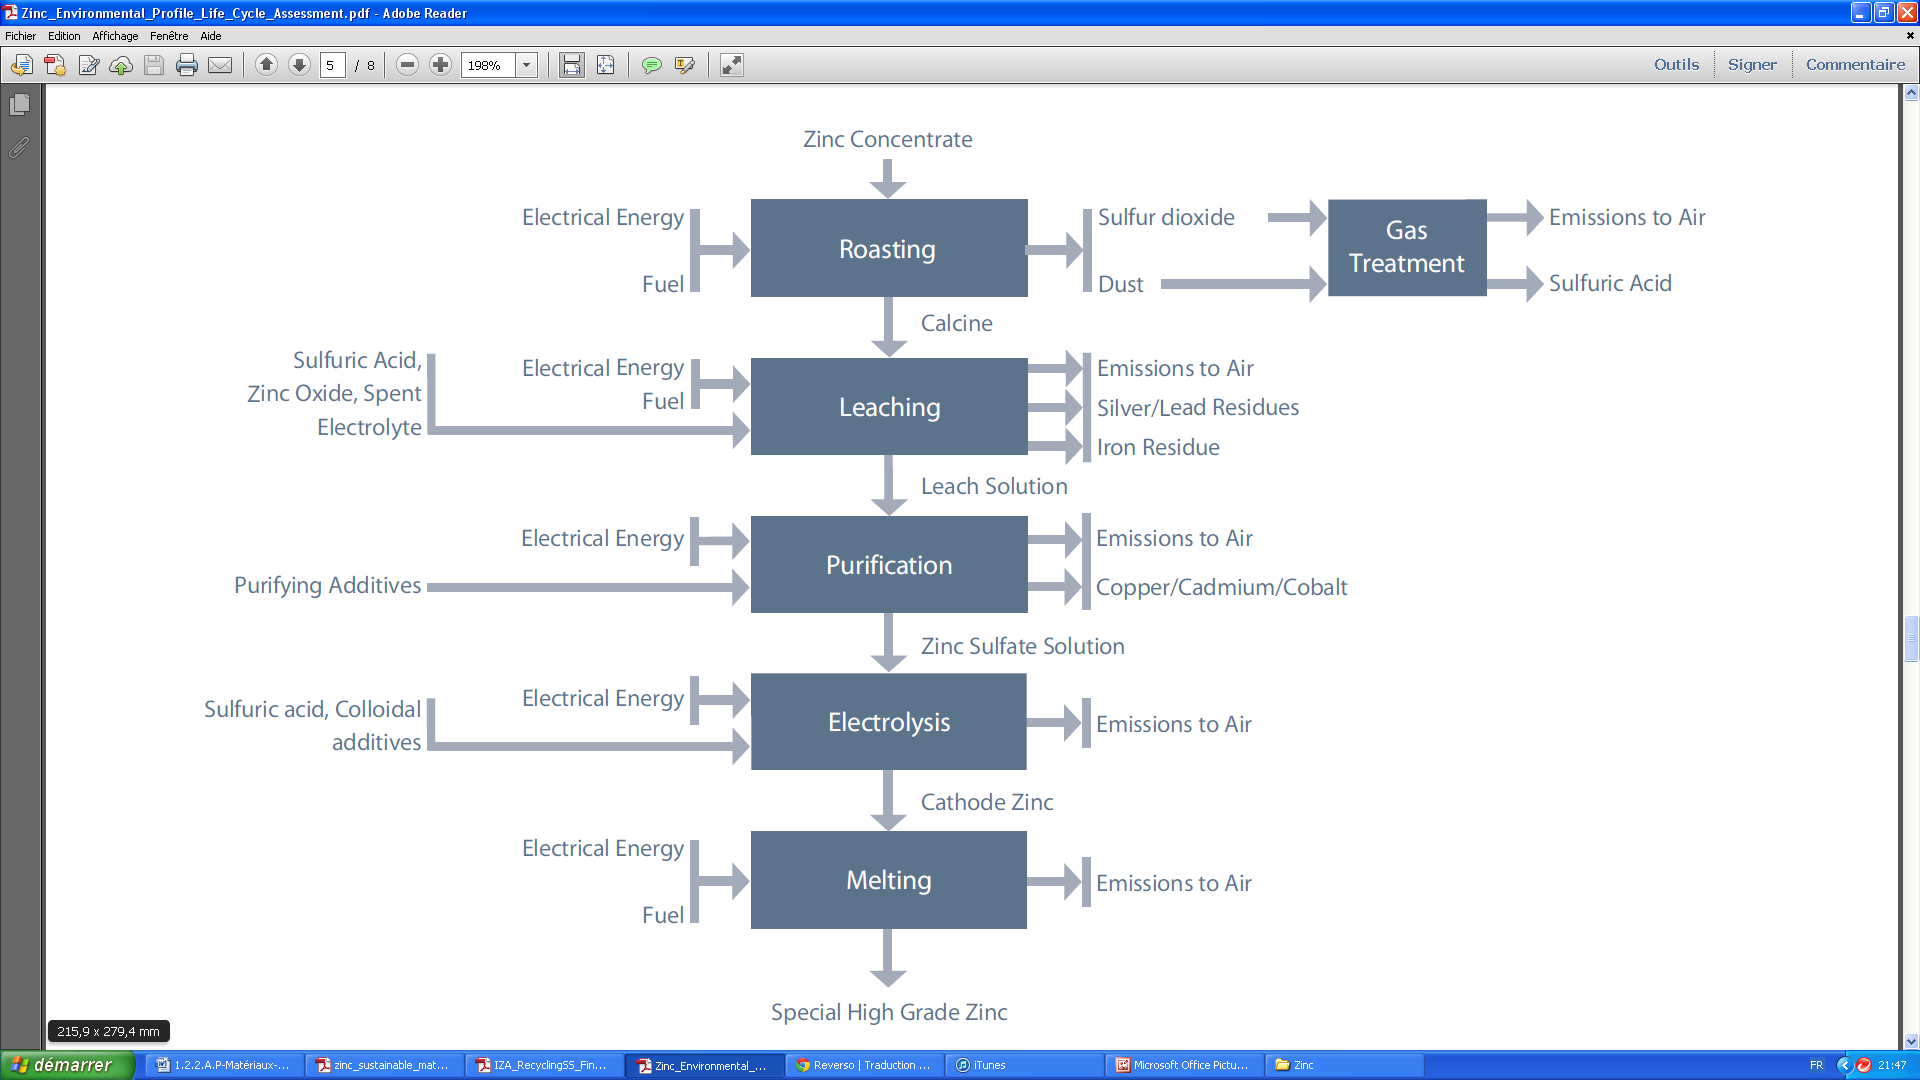 Zinc_Environmental_Profile_Life_Cycle_Assessment.pdf - Adobe Reader
Fichier Edition Affichage Fenêtre Aide
5 / 8 198% Outils Signer Commentaire
Zinc Concentrate
Electrical Energy
Fuel
Roasting
Sulfur dioxide
Dust
Gas
Treatment
Emissions to Air
Sulfuric Acid
Calcine
Sulfuric Acid,
Zinc Oxide, Spent
Electrolyte
Electrical Energy
Fuel
Leaching
Emissions to Air
Silver/Lead Residues
Iron Residue
Leach Solution
Electrical Energy
Purifying Additives
Purification
Emissions to Air
Copper/Cadmium/Cobalt
Zinc Sulfate Solution
Sulfuric acid, Colloidal
additives
Electrical Energy
Electrolysis
Emissions to Air
Cathode Zinc
Electrical Energy
Fuel
Melting
Emissions to Air
Special High Grade Zinc
215,9 x 279,4 mm
démarrer 1.2.2.A.P-Matériaux-... zinc_sustainable_mat... IZA_RecyclingSS_Fin... Zinc_Environmental_... Reverso | Traduction ... iTunes Microsoft Office Pictu... Zinc FR 21:47